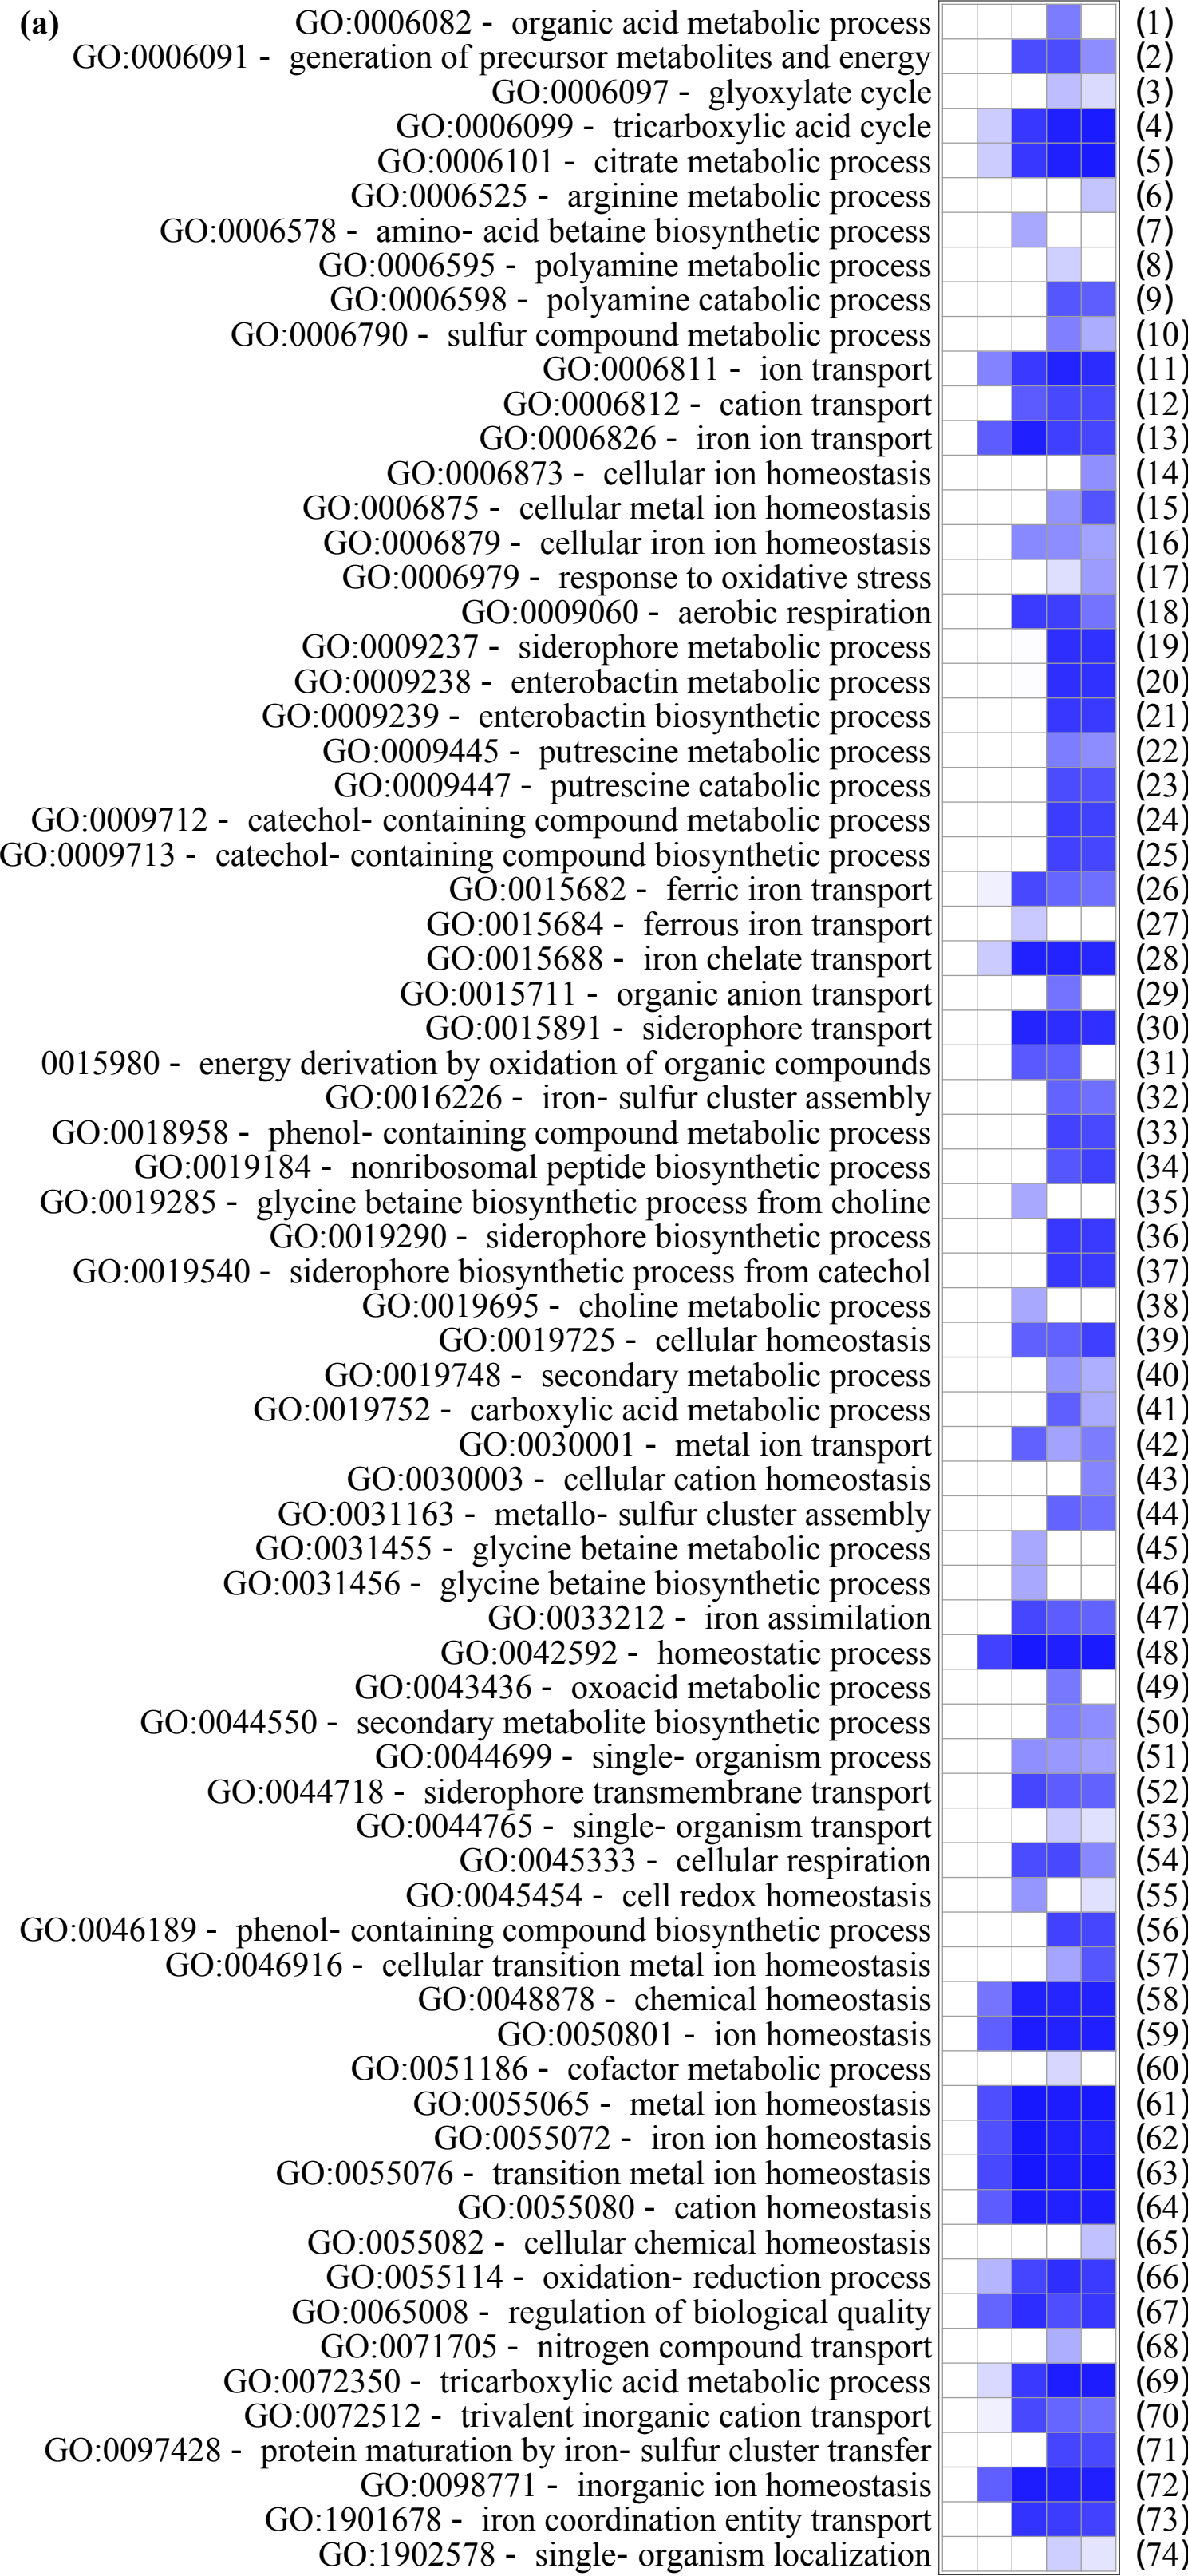 (a) GO:0006082 - organic acid metabolic process (1)
GO:0006091 - generation of precursor metabolites and energy (2)
GO:0006097 - glyoxylate cycle (3)
GO:0006099 - tricarboxylic acid cycle (4)
GO:0006101 - citrate metabolic process (5)
GO:0006525 - arginine metabolic process (6)
GO:0006578 - amino- acid betaine biosynthetic process (7)
GO:0006595 - polyamine metabolic process (8)
GO:0006598 - polyamine catabolic process (9)
GO:0006790 - sulfur compound metabolic process (10)
GO:0006811 - ion transport (11)
GO:0006812 - cation transport (12)
GO:0006826 - iron ion transport (13)
GO:0006873 - cellular ion homeostasis (14)
GO:0006875 - cellular metal ion homeostasis (15)
GO:0006879 - cellular iron ion homeostasis (16)
GO:0006979 - response to oxidative stress (17)
GO:0009060 - aerobic respiration (18)
GO:0009237 - siderophore metabolic process (19)
GO:0009238 - enterobactin metabolic process (20)
GO:0009239 - enterobactin biosynthetic process (21)
GO:0009445 - putrescine metabolic process (22)
GO:0009447 - putrescine catabolic process (23)
GO:0009712 - catechol- containing compound metabolic process (24)
GO:0009713 - catechol- containing compound biosynthetic process (25)
GO:0015682 - ferric iron transport (26)
GO:0015684 - ferrous iron transport (27)
GO:0015688 - iron chelate transport (28)
GO:0015711 - organic anion transport (29)
GO:0015891 - siderophore transport (30)
0015980 - energy derivation by oxidation of organic compounds (31)
GO:0016226 - iron- sulfur cluster assembly (32)
GO:0018958 - phenol- containing compound metabolic process (33)
GO:0019184 - nonribosomal peptide biosynthetic process (34)
GO:0019285 - glycine betaine biosynthetic process from choline (35)
GO:0019290 - siderophore biosynthetic process (36)
GO:0019540 - siderophore biosynthetic process from catechol (37)
GO:0019695 - choline metabolic process (38)
GO:0019725 - cellular homeostasis (39)
GO:0019748 - secondary metabolic process (40)
GO:0019752 - carboxylic acid metabolic process (41)
GO:0030001 - metal ion transport (42)
GO:0030003 - cellular cation homeostasis (43)
GO:0031163 - metallo- sulfur cluster assembly (44)
GO:0031455 - glycine betaine metabolic process (45)
GO:0031456 - glycine betaine biosynthetic process (46)
GO:0033212 - iron assimilation (47)
GO:0042592 - homeostatic process (48)
GO:0043436 - oxoacid metabolic process (49)
GO:0044550 - secondary metabolite biosynthetic process (50)
GO:0044699 - single- organism process (51)
GO:0044718 - siderophore transmembrane transport (52)
GO:0044765 - single- organism transport (53)
GO:0045333 - cellular respiration (54)
GO:0045454 - cell redox homeostasis (55)
GO:0046189 - phenol- containing compound biosynthetic process (56)
GO:0046916 - cellular transition metal ion homeostasis (57)
GO:0048878 - chemical homeostasis (58)
GO:0050801 - ion homeostasis (59)
GO:0051186 - cofactor metabolic process (60)
GO:0055065 - metal ion homeostasis (61)
GO:0055072 - iron ion homeostasis (62)
GO:0055076 - transition metal ion homeostasis (63)
GO:0055080 - cation homeostasis (64)
GO:0055082 - cellular chemical homeostasis (65)
GO:0055114 - oxidation- reduction process (66)
GO:0065008 - regulation of biological quality (67)
GO:0071705 - nitrogen compound transport (68)
GO:0072350 - tricarboxylic acid metabolic process (69)
GO:0072512 - trivalent inorganic cation transport (70)
GO:0097428 - protein maturation by iron- sulfur cluster transfer (71)
GO:0098771 - inorganic ion homeostasis (72)
GO:1901678 - iron coordination entity transport (73)
GO:1902578 - single- organism localization (74)